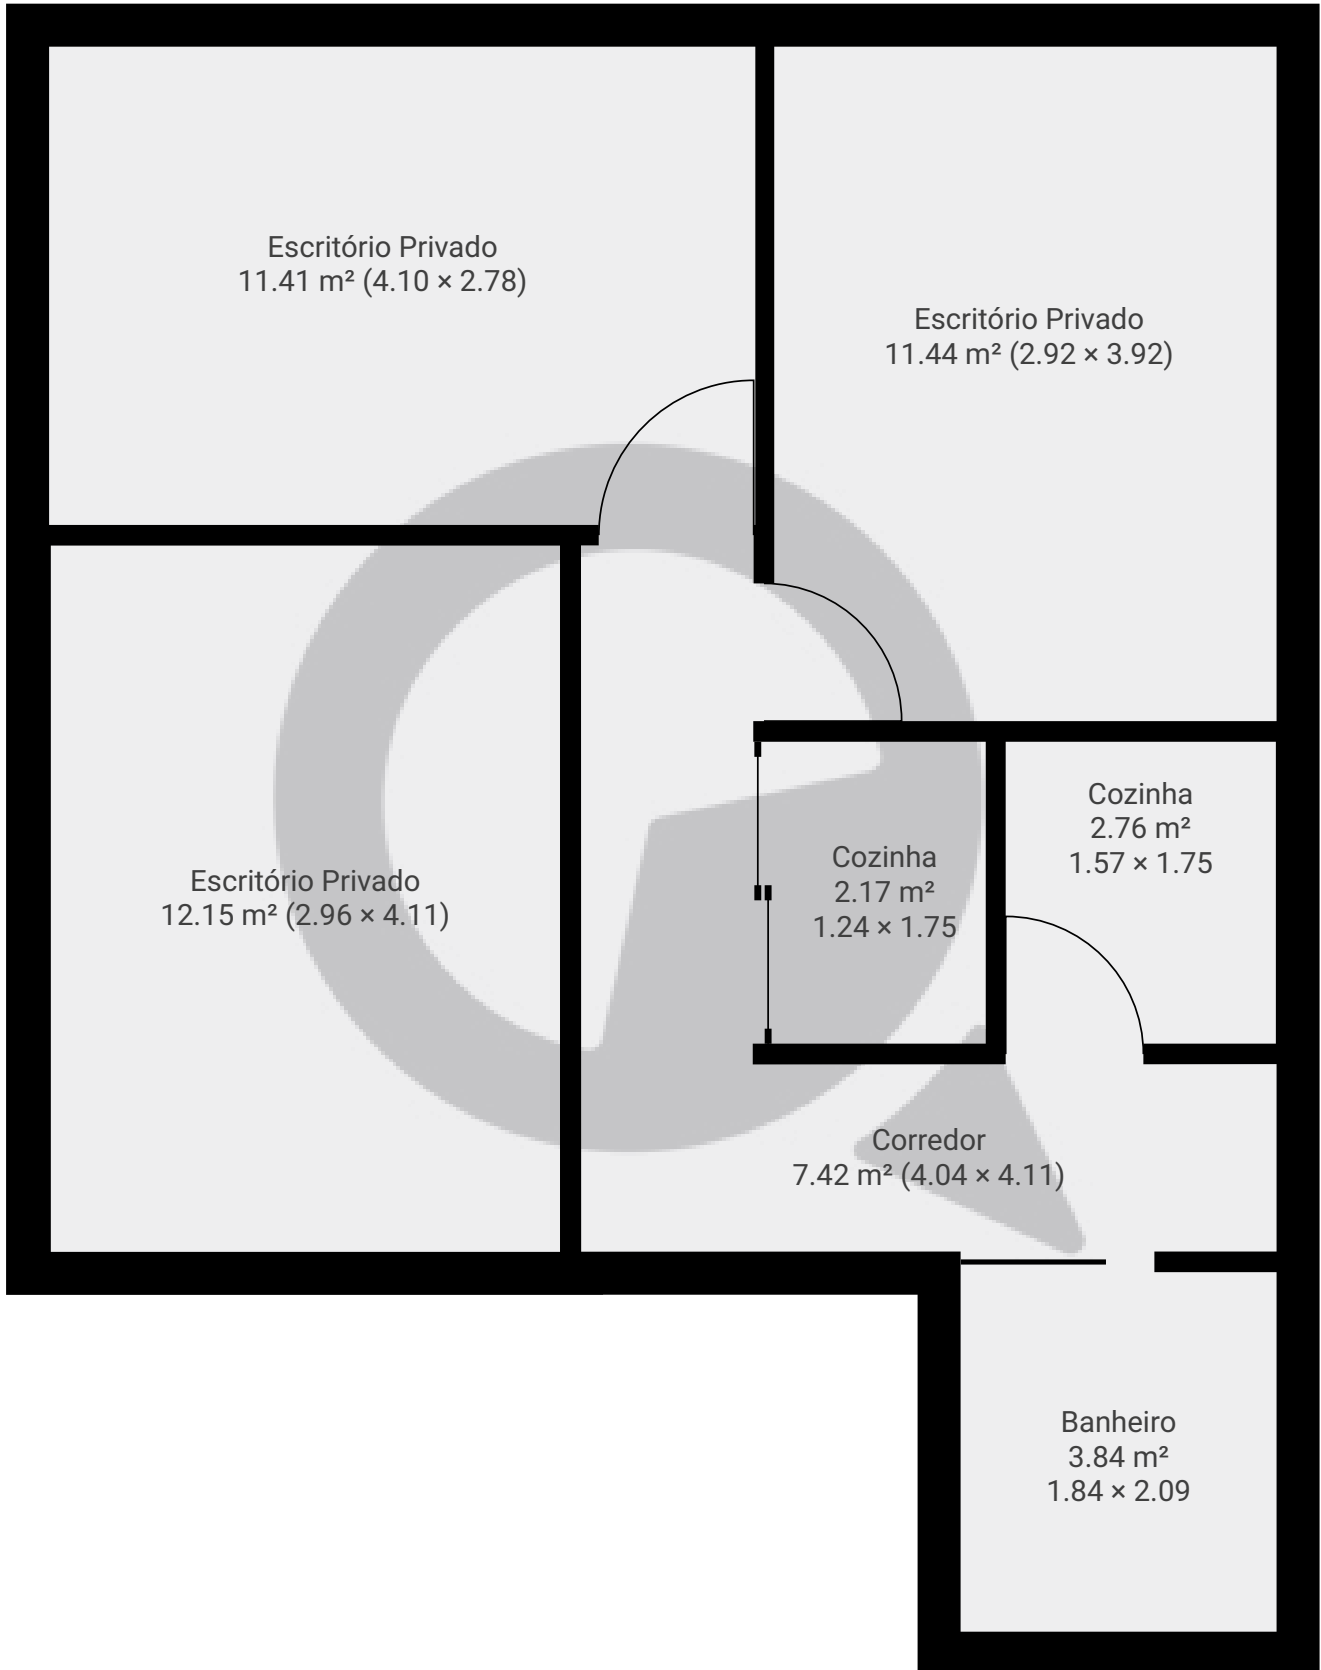 Escritório Privado
11.41 m² (4.10 × 2.78)
Escritório Privado
11.44 m² (2.92 × 3.92)
Cozinha
2.76 m²
1.57 × 1.75
Cozinha
2.17 m²
1.24 × 1.75
Escritório Privado
12.15 m² (2.96 × 4.11)
Corredor
7.42 m² (4.04 × 4.11)
Banheiro
3.84 m²
1.84 × 2.09